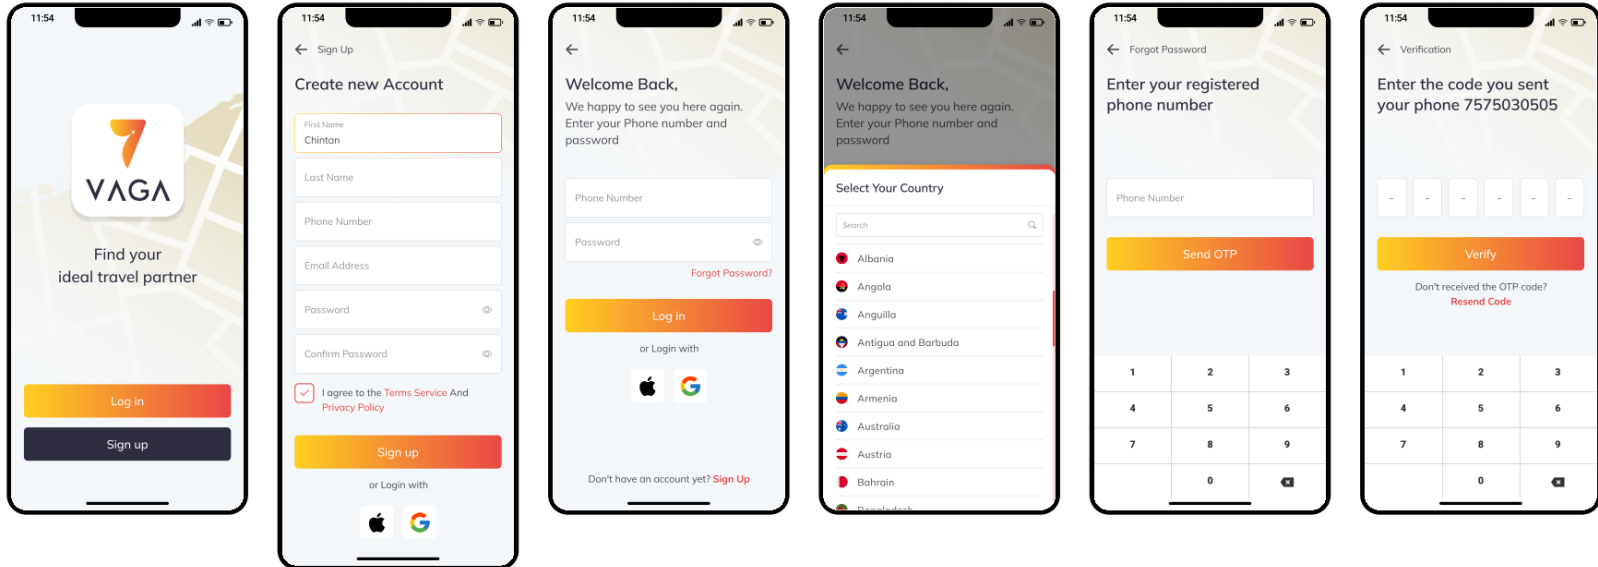 11:54
VAGA
Find your
ideal travel partner
Log in
Sign up
11:54
Sign Up
Create new Account
First Name
Chintan
Last Name
Phone Number
Email Address
Password
Confirm Password
I agree to the Terms Service And
Privacy Policy
Sign up
or Login with
11:54
Welcome Back,
We happy to see you here again.
Enter your Phone number and
password
Phone Number
Password
Forgot Password?
Log in
or Login with
Don't have an account yet? Sign Up
11:54
Welcome Back,
We happy to see you here again.
Enter your Phone number and
password
Select Your Country
Search
Albania
Angola
Anguilla
Antigua and Barbuda
Argentina
Armenia
Australia
Austria
Bahrain
Bangladesh
11:54
Forgot Password
Enter your registered
phone number
Phone Number
Send OTP
1 2 3
4 5 6
7 8 9
0
11:54
Verification
Enter the code you sent
your phone 7575030505
- - - - - -
Verify
Don't received the OTP code?
Resend Code
1 2 3
4 5 6
7 8 9
0